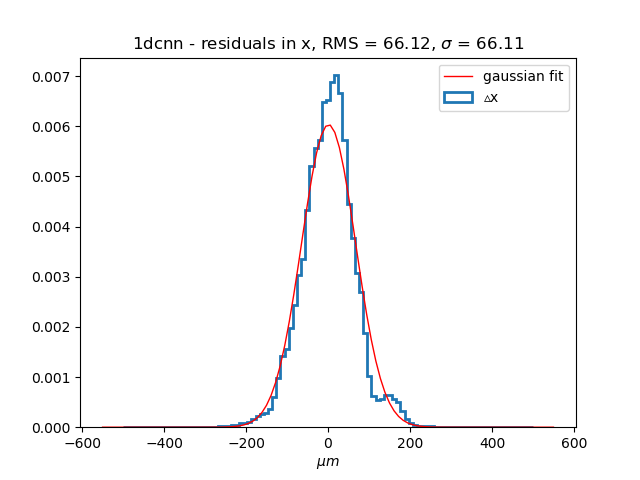 1dcnn - residuals in x, RMS = 66.12, σ = 66.11
gaussian fit
△x
0.007
0.006
0.005
0.004
0.003
0.002
0.001
0.000
−600 −400 −200 0 200 400 600
μm